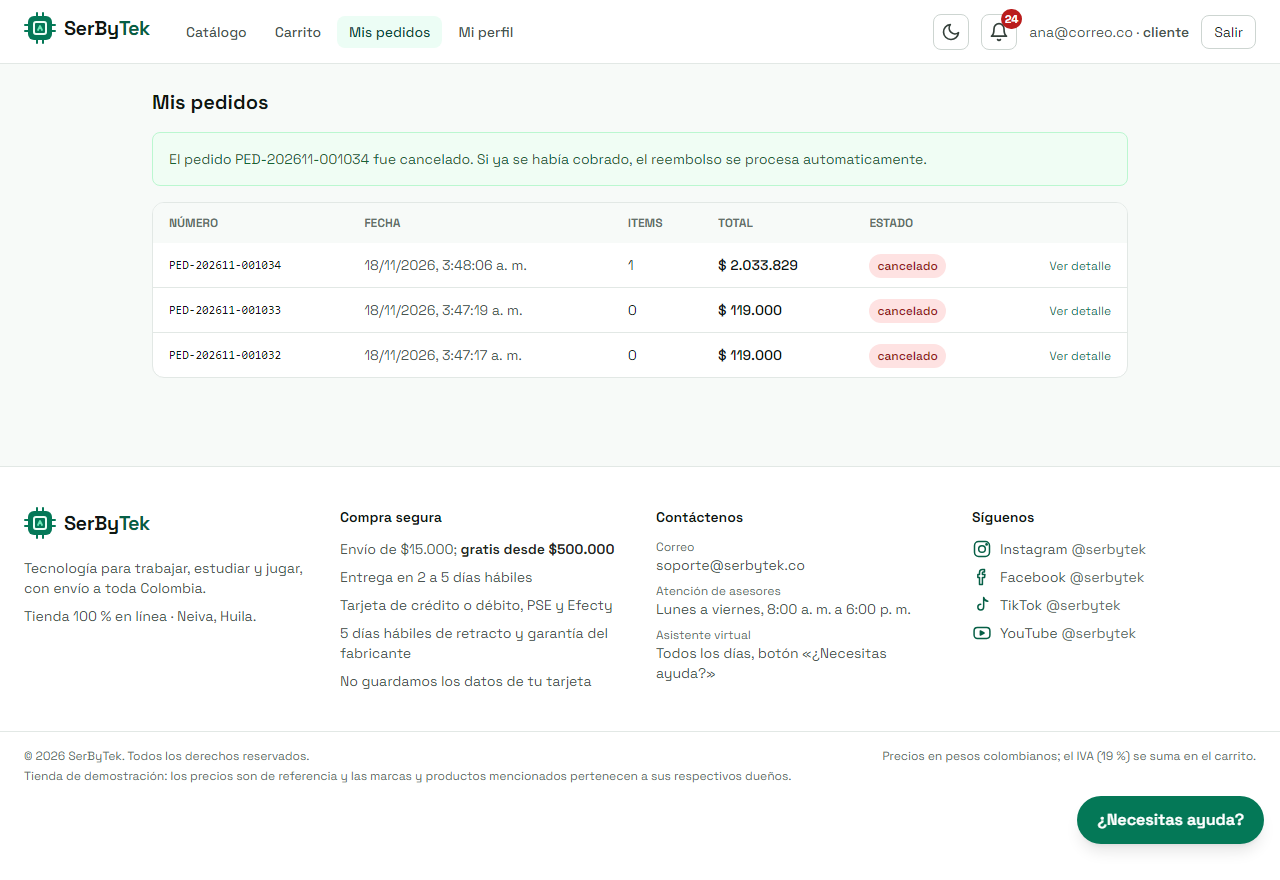 SerByTek
Catálogo
Carrito
Mis pedidos
Mi perfil
24
ana@correo.co · cliente
Salir
Mis pedidos
El pedido PED-202611-001034 fue cancelado. Si ya se había cobrado, el reembolso se procesa automaticamente.
NÚMERO FECHA ITEMS TOTAL ESTADO
PED-202611-001034 18/11/2026, 3:48:06 a. m. 1 $ 2.033.829 cancelado Ver detalle
PED-202611-001033 18/11/2026, 3:47:19 a. m. 0 $ 119.000 cancelado Ver detalle
PED-202611-001032 18/11/2026, 3:47:17 a. m. 0 $ 119.000 cancelado Ver detalle
SerByTek
Tecnología para trabajar, estudiar y jugar,
con envío a toda Colombia.
Tienda 100 % en línea · Neiva, Huila.
Compra segura
Envío de $15.000; gratis desde $500.000
Entrega en 2 a 5 días hábiles
Tarjeta de crédito o débito, PSE y Efecty
5 días hábiles de retracto y garantía del
fabricante
No guardamos los datos de tu tarjeta
Contáctenos
Correo
soporte@serbytek.co
Atención de asesores
Lunes a viernes, 8:00 a. m. a 6:00 p. m.
Asistente virtual
Todos los días, botón «¿Necesitas
ayuda?»
Síguenos
Instagram @serbytek
Facebook @serbytek
TikTok @serbytek
YouTube @serbytek
© 2026 SerByTek. Todos los derechos reservados.
Tienda de demostración: los precios son de referencia y las marcas y productos mencionados pertenecen a sus respectivos dueños.
Precios en pesos colombianos; el IVA (19 %) se suma en el carrito.
¿Necesitas ayuda?